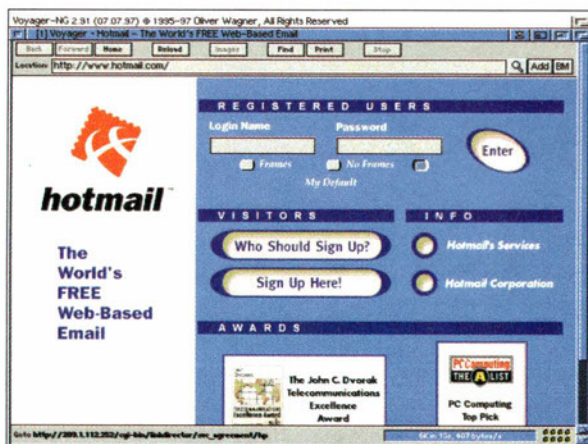 Voyager-NG 2.91 (07.07.97) © 1995-97 Oliver Wagner, All Rights Reserved
[1] Voyager - Hotmail - The World's FREE Web-Based Email
Back Forward Home Reload Images Find Print Stop
Location: http://www.hotmail.com/ Add BM
REGISTERED USERS
Login Name Password
Enter
Frames No Frames
My Default
hotmail™
VISITORS INFO
Who Should Sign Up? Hotmail's Services
Sign Up Here! Hotmail Corporation
The
World's
FREE
Web-Based
Email
AWARDS
The John C. Dvorak
Telecommunications
Excellence
Award
PC Computing
THE A LIST
PC Computing
Top Pick